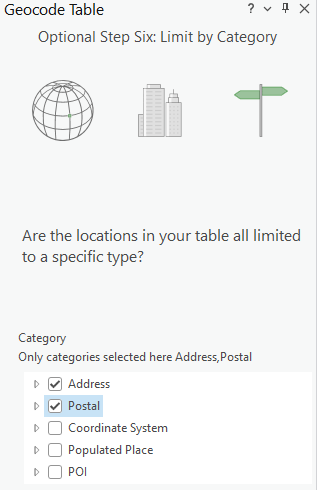 Geocode Table
Optional Step Six: Limit by Category
Are the locations in your table all limited
to a specific type?
Category
Only categories selected here Address,Postal
Address
Postal
Coordinate System
Populated Place
POI